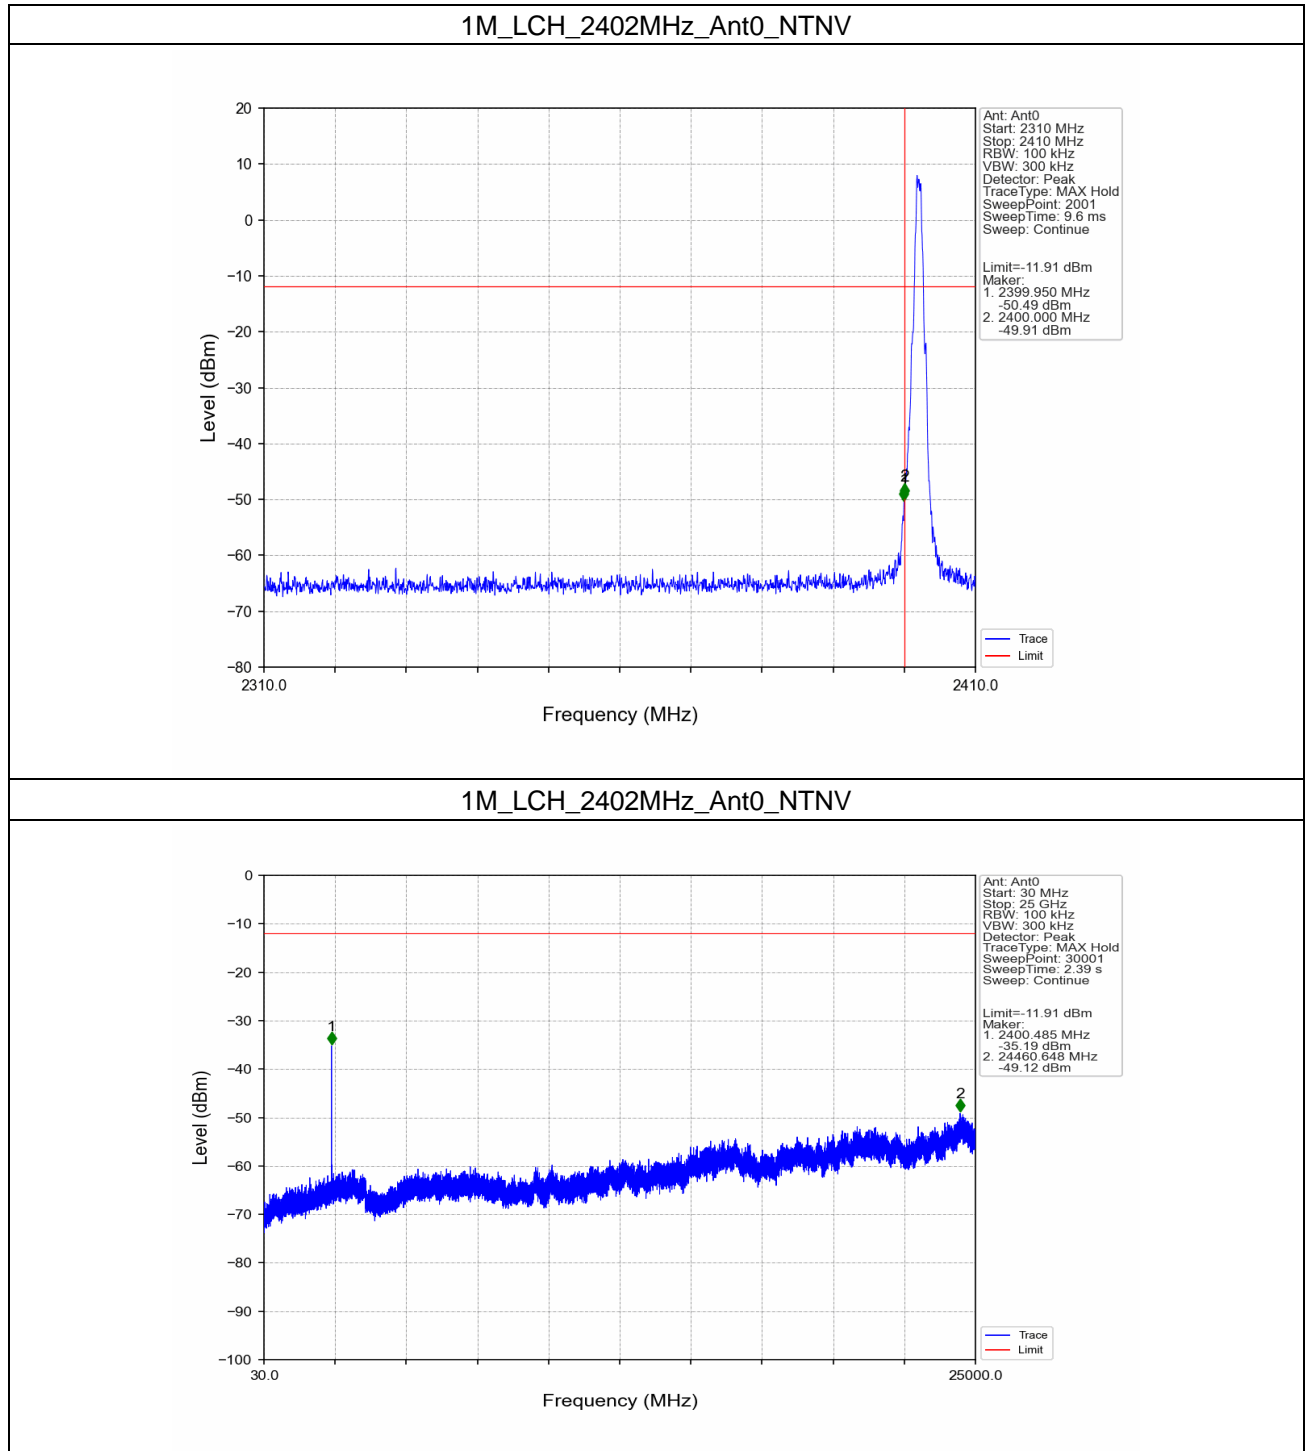 1M_LCH_2402MHz_Ant0_NTNV
20
10
0
−10
−20
−30
−40
−50
−60
−70
−80
Level (dBm)
2310.0
2410.0
Frequency (MHz)
2
Ant: Ant0
Start: 2310 MHz
Stop: 2410 MHz
RBW: 100 kHz
VBW: 300 kHz
Detector: Peak
TraceType: MAX Hold
SweepPoint: 2001
SweepTime: 9.6 ms
Sweep: Continue
Limit=-11.91 dBm
Maker:
1. 2399.950 MHz
-50.49 dBm
2. 2400.000 MHz
-49.91 dBm
Trace
Limit
1M_LCH_2402MHz_Ant0_NTNV
0
−10
−20
−30
−40
−50
−60
−70
−80
−90
−100
Level (dBm)
30.0
25000.0
Frequency (MHz)
1
2
Ant: Ant0
Start: 30 MHz
Stop: 25 GHz
RBW: 100 kHz
VBW: 300 kHz
Detector: Peak
TraceType: MAX Hold
SweepPoint: 30001
SweepTime: 2.39 s
Sweep: Continue
Limit=-11.91 dBm
Maker:
1. 2400.485 MHz
-35.19 dBm
2. 24460.648 MHz
-49.12 dBm
Trace
Limit